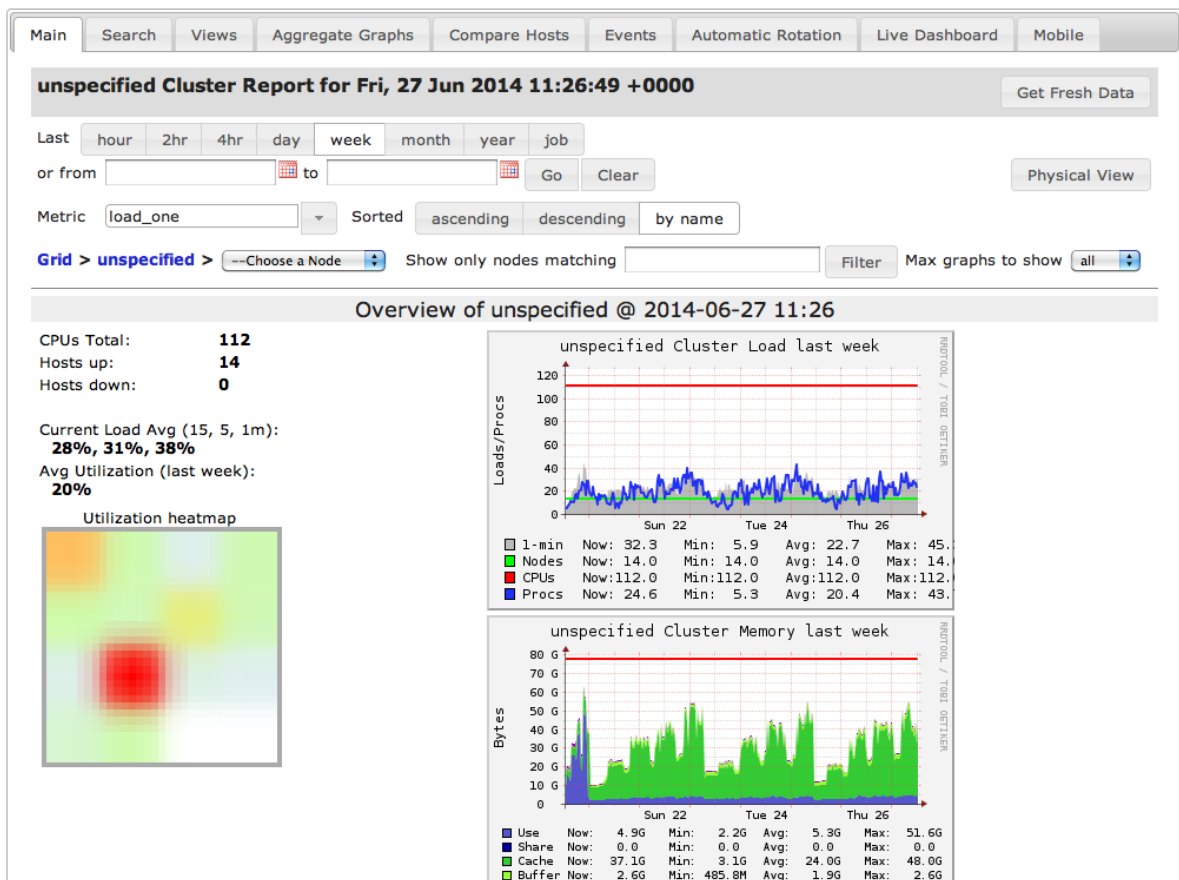 Main Search Views Aggregate Graphs Compare Hosts Events Automatic Rotation Live Dashboard Mobile
unspecified Cluster Report for Fri, 27 Jun 2014 11:26:49 +0000
Get Fresh Data
Last hour 2hr 4hr day week month year job
or from to Go Clear
Physical View
Metric load_one Sorted ascending descending by name
Grid > unspecified > --Choose a Node Show only nodes matching Filter Max graphs to show all
Overview of unspecified @ 2014-06-27 11:26
CPUs Total: 112
Hosts up: 14
Hosts down: 0
Current Load Avg (15, 5, 1m):
28%, 31%, 38%
Avg Utilization (last week):
20%
Utilization heatmap
unspecified Cluster Load last week
RRDTOOL / TOBI OETIKER
Loads/Procs
120
100
80
60
40
20
0
Sun 22 Tue 24 Thu 26
1-min Now: 32.3 Min: 5.9 Avg: 22.7 Max: 45.
Nodes Now: 14.0 Min: 14.0 Avg: 14.0 Max: 14.
CPUs Now:112.0 Min:112.0 Avg:112.0 Max:112.
Procs Now: 24.6 Min: 5.3 Avg: 20.4 Max: 43.
unspecified Cluster Memory last week
RRDTOOL / TOBI OETIKER
Bytes
80 G
70 G
60 G
50 G
40 G
30 G
20 G
10 G
0
Sun 22 Tue 24 Thu 26
Use Now: 4.9G Min: 2.2G Avg: 5.3G Max: 51.6G
Share Now: 0.0 Min: 0.0 Avg: 0.0 Max: 0.0
Cache Now: 37.1G Min: 3.1G Avg: 24.0G Max: 48.0G
Buffer Now: 2.6G Min: 485.8M Avg: 1.9G Max: 2.6G